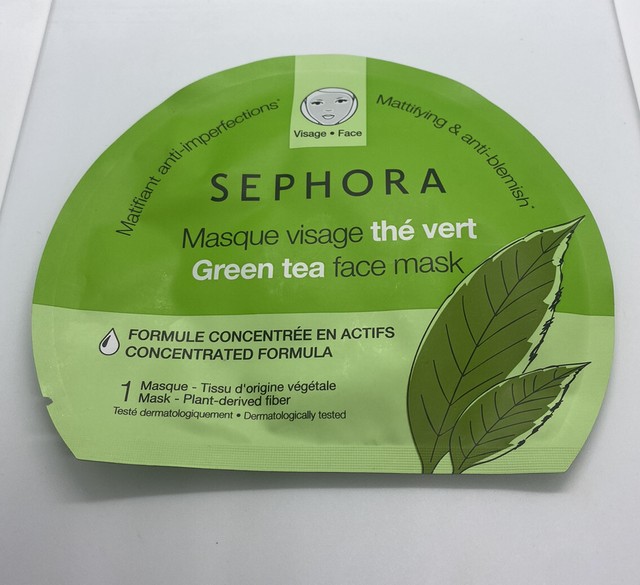 Visage • Face
Matifiant anti-imperfections*
Mattifying & anti-blemish*
SEPHORA
Masque visage thé vert
Green tea face mask
FORMULE CONCENTRÉE EN ACTIFS
CONCENTRATED FORMULA
1 Masque - Tissu d'origine végétale
Mask - Plant-derived fiber
Testé dermatologiquement • Dermatologically tested